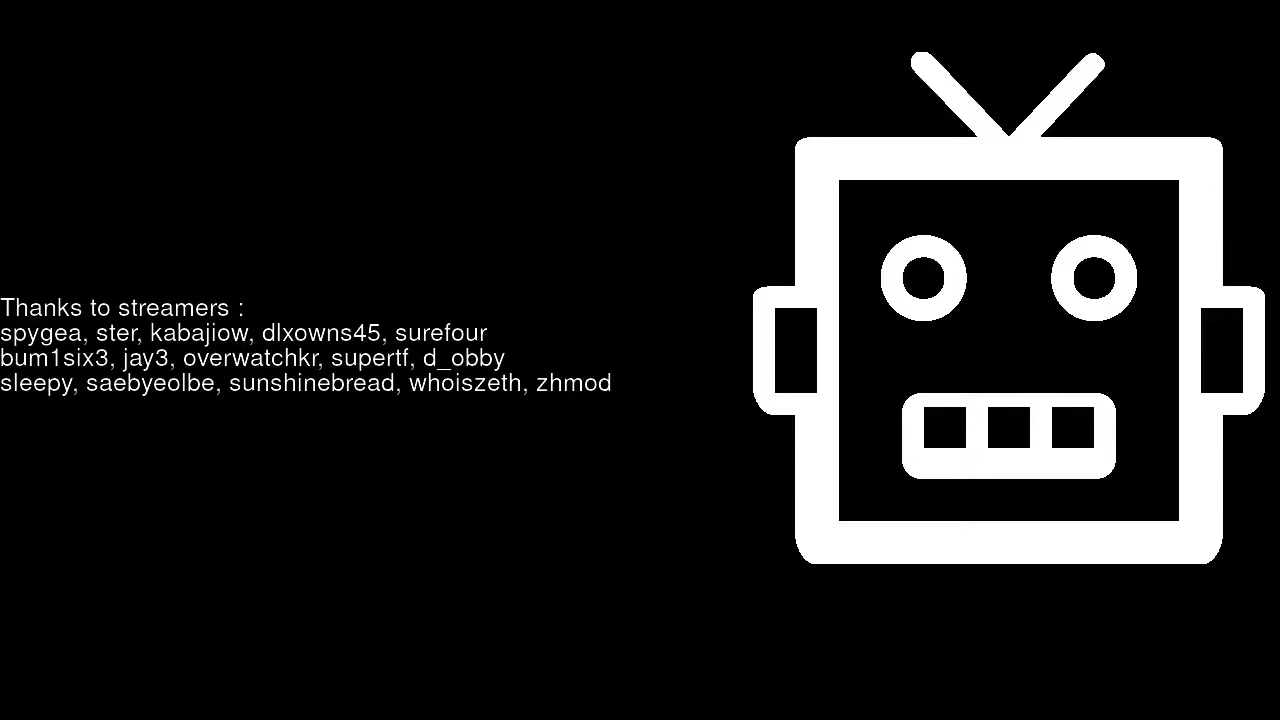 Thanks to streamers :
spygea, ster, kabajiow, dlxowns45, surefour
bum1six3, jay3, overwatchkr, supertf, d_obby
sleepy, saebyeolbe, sunshinebread, whoiszeth, zhmod